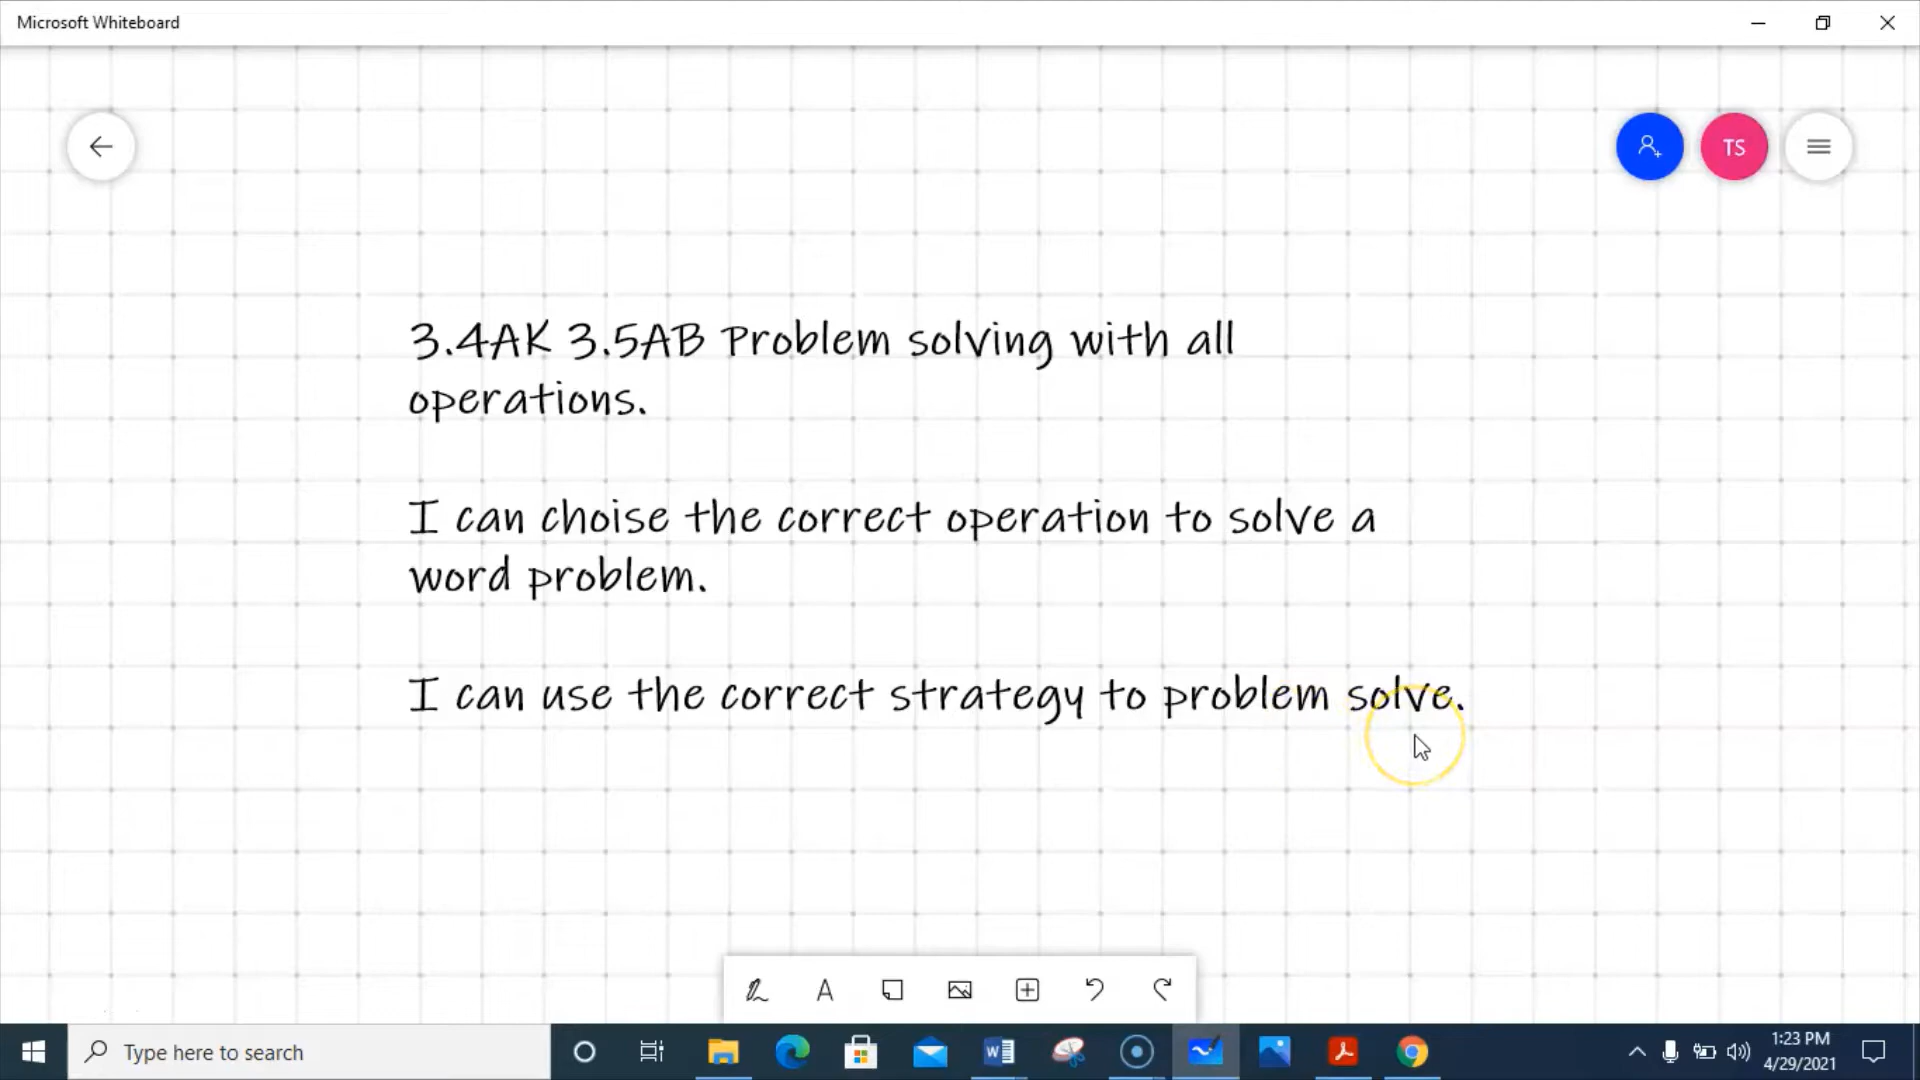 Microsoft Whiteboard
TS
3.4AK 3.5AB Problem solving with all
operations.
I can choise the correct operation to solve a
word problem.
I can use the correct strategy to problem solve.
A
Type here to search
1:23 PM
4/29/2021